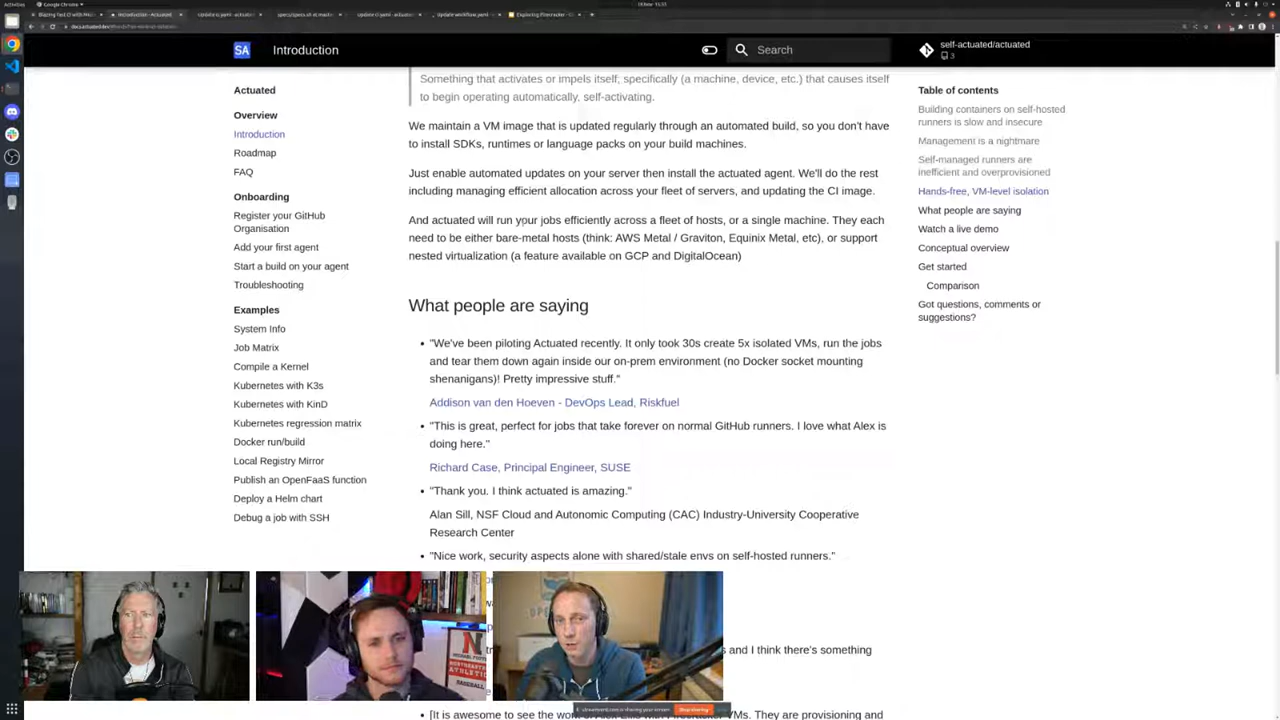 Activities
Google Chrome
Introduction - Actuated
docs.actuated.dev
SA
Introduction
Search
self-actuated/actuated
3
Actuated
Overview
Introduction
Roadmap
FAQ
Onboarding
Register your GitHub
Organisation
Add your first agent
Start a build on your agent
Troubleshooting
Examples
System Info
Job Matrix
Compile a Kernel
Kubernetes with K3s
Kubernetes with KinD
Kubernetes regression matrix
Docker run/build
Local Registry Mirror
Publish an OpenFaaS function
Deploy a Helm chart
Debug a job with SSH
Something that activates or impels itself, specifically (a machine, device, etc.) that causes itself
to begin operating automatically, self-activating.
We maintain a VM image that is updated regularly through an automated build, so you don't have
to install SDKs, runtimes or language packs on your build machines.
Just enable automated updates on your server then install the actuated agent. We'll do the rest
including managing efficient allocation across your fleet of servers, and updating the CI image.
And actuated will run your jobs efficiently across a fleet of hosts, or a single machine. They each
need to be either bare-metal hosts (think: AWS Metal / Graviton, Equinix Metal, etc), or support
nested virtualization (a feature available on GCP and DigitalOcean)
What people are saying
• "We've been piloting Actuated recently. It only took 30s create 5x isolated VMs, run the jobs
and tear them down again inside our on-prem environment (no Docker socket mounting
shenanigans)! Pretty impressive stuff."
Addison van den Hoeven - DevOps Lead, Riskfuel
• "This is great, perfect for jobs that take forever on normal GitHub runners. I love what Alex is
doing here."
Richard Case, Principal Engineer, SUSE
• "Thank you. I think actuated is amazing."
Alan Sill, NSF Cloud and Autonomic Computing (CAC) Industry-University Cooperative
Research Center
• "Nice work, security aspects alone with shared/stale envs on self-hosted runners."
and I think there's something
VMs. They are provisioning and
Table of contents
Building containers on self-hosted
runners is slow and insecure
Management is a nightmare
Self-managed runners are
inefficient and overprovisioned
Hands-free, VM-level isolation
What people are saying
Watch a live demo
Conceptual overview
Get started
Comparison
Got questions, comments or
suggestions?
ATHLETICS
BASEBALL
Stop sharing